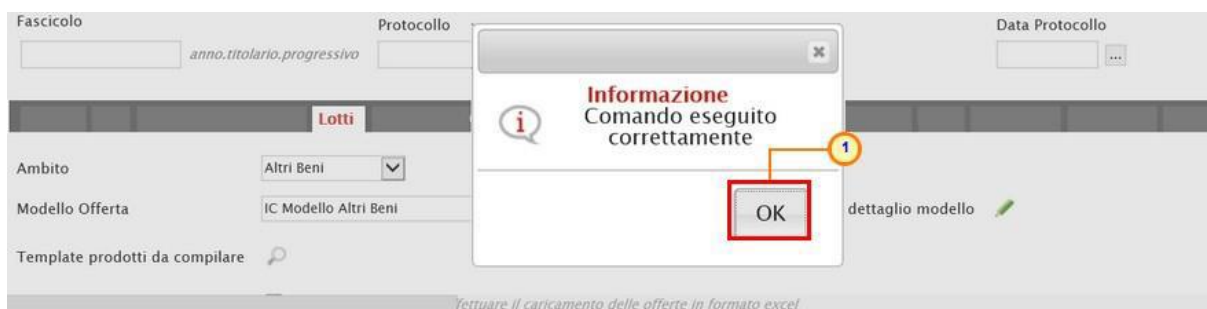 Fascicolo
Protocollo
Data Protocollo
anno.titolario.progressivo
...
Informazione
Comando eseguito
correttamente
1
OK
Lotti
Ambito
Altri Beni
Modello Offerta
IC Modello Altri Beni
dettaglio modello
Template prodotti da compilare
il caricamento delle offerte in formato excel